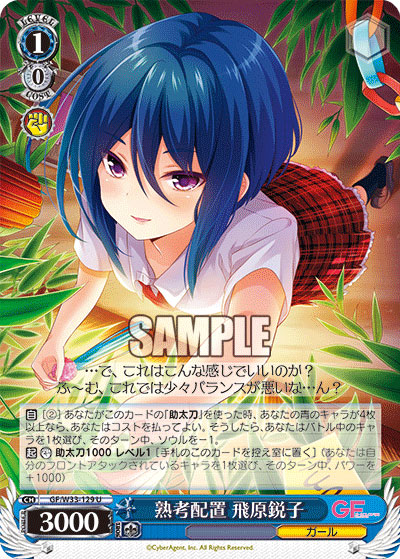 LEVEL
1
0
COST
SAMPLE
…で、これはこんな感じでいいのか?
ふ~む、これでは少々バランスが悪いな…ん?
自 [②] あなたがこのカードの「助太刀」を使った時、あなたの青のキャラが4枚
以上なら、あなたはコストを払ってよい。そうしたら、あなたはバトル中のキャ
ラを1枚選び、そのターン中、ソウルを-1。
起 助太刀1000 レベル1 [手札のこのカードを控え室に置く] (あなたは自
分のフロントアタックされているキャラを1枚選び、そのターン中、パワーを
+1000)
CH GF/W33-129 U
3000
熟考配置 飛原鋭子
GF
ガール
©CyberAgent, Inc. All Rights Reserved.